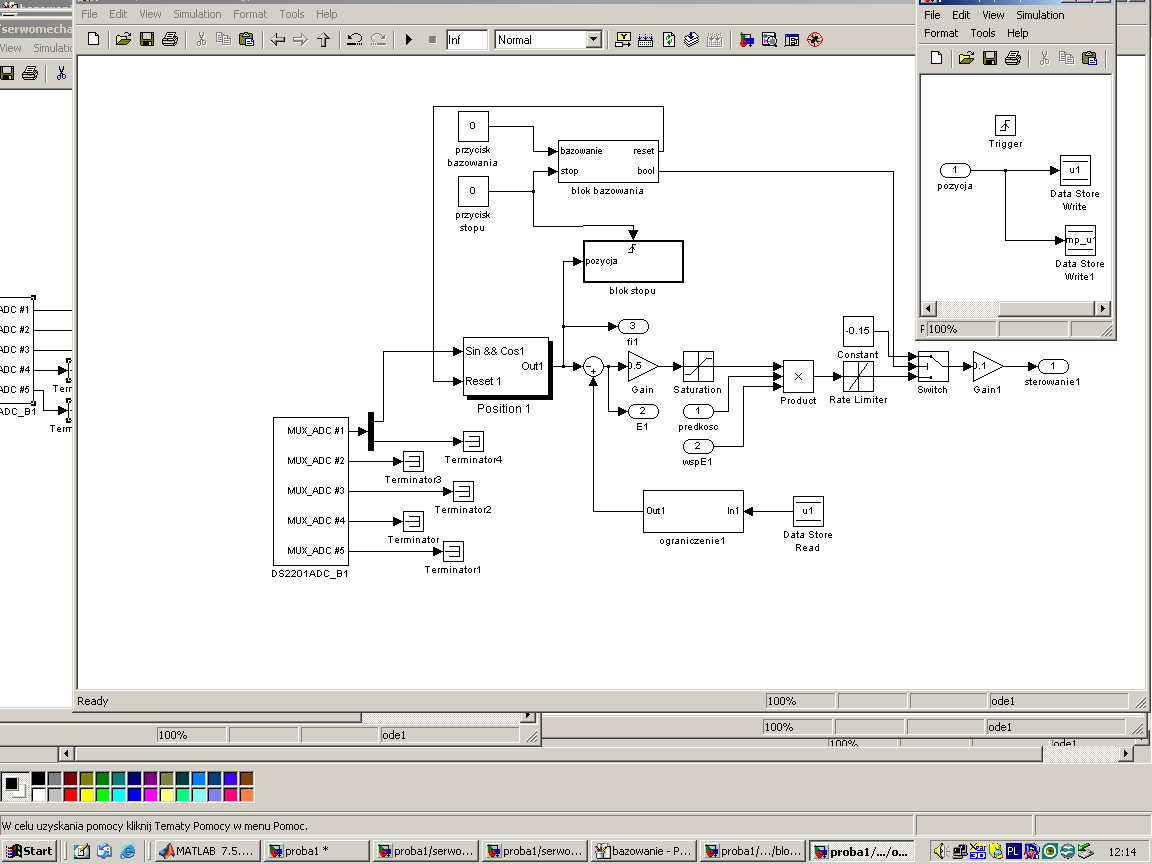 File Edit View Simulation Format Tools Help
Inf
Normal
0
przycisk
bazowania
0
przycisk
stopu
bazowanie
reset
stop
bool
blok bazowania
pozycja
blok stopu
3
fi1
Sin && Cos1
Out1
Reset 1
Position 1
+
0.5
Gain
2
E1
Saturation
1
predkosc
2
wspE1
×
Product
-0.15
Constant
Rate Limiter
Switch
0.1
Gain1
1
sterowanie1
MUX_ADC #1
MUX_ADC #2
MUX_ADC #3
MUX_ADC #4
MUX_ADC #5
DS2201ADC_B1
Terminator4
Terminator3
Terminator2
Terminator
Terminator1
Out1
In1
ograniczenie1
u1
Data Store
Read
Ready
100%
ode1
File Edit View Simulation
Format Tools Help
Trigger
1
pozycja
u1
Data Store
Write
mp_u1
Data Store
Write1
100%
/serwomecha
View Simulatio
ADC #1
ADC #2
ADC #3
ADC #4
ADC #5
ADC_B1
Term
Term
100%
ode1
100%
ode1
100%
ode1
W celu uzyskania pomocy kliknij Tematy Pomocy w menu Pomoc.
Start
MATLAB 7.5....
proba1 *
proba1/serwo...
proba1/serwo...
bazowanie - P...
proba1/.../blo...
proba1/.../o...
PL
12:14